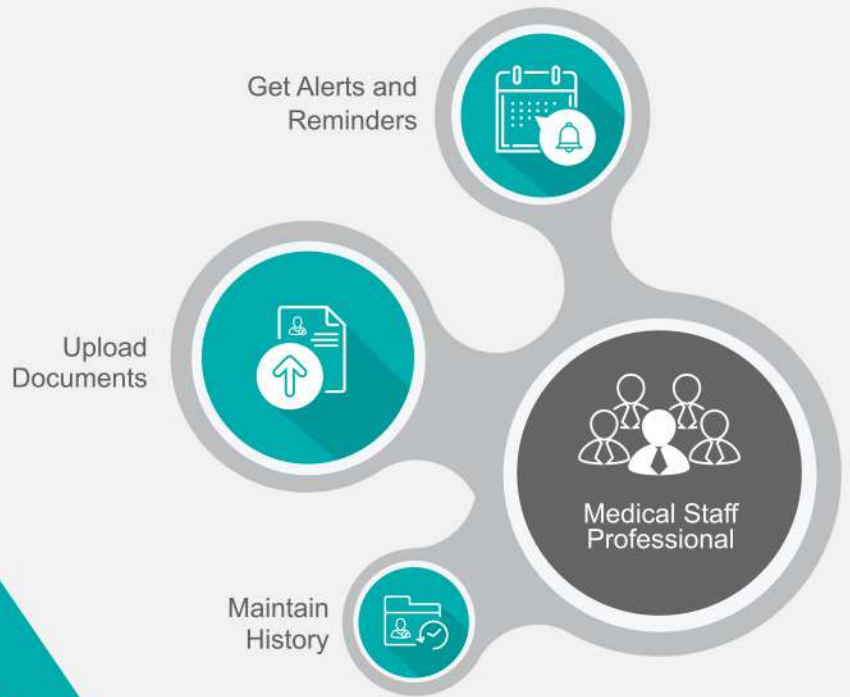 Get Alerts and
Reminders
Upload
Documents
Medical Staff
Professional
Maintain
History